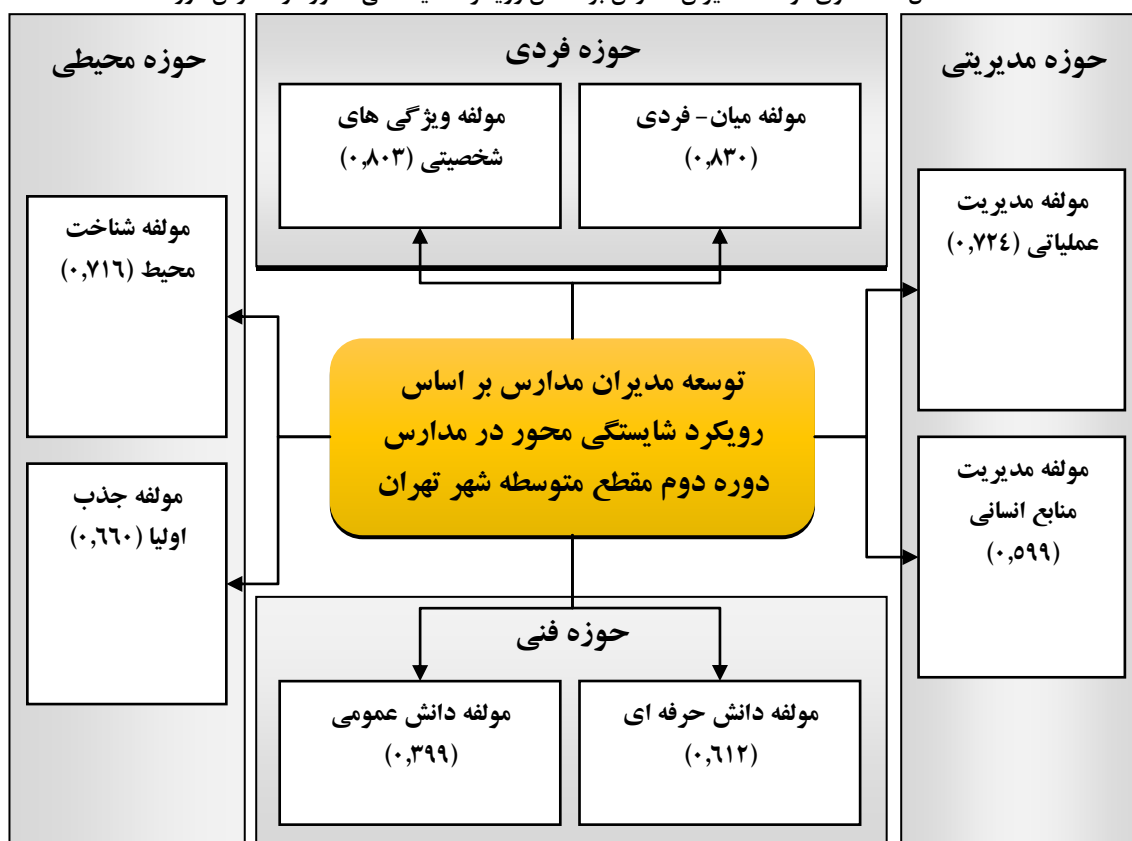 حوزه مدیریتی
مولفه مدیریت
عملیاتی (۰,۷۲٤)
مولفه مدیریت
منابع انسانی
(۰,٥۹۹)
حوزه فردی
مولفه میان- فردی
(۰,۸۳۰)
مولفه ویژگی های
شخصیتی (۰,۸۰۳)
توسعه مدیران مدارس بر اساس
رویکرد شایستگی محور در مدارس
دوره دوم مقطع متوسطه شهر تهران
حوزه فنی
مولفه دانش حرفه ای
(۰,٦۱۲)
مولفه دانش عمومی
(۰,۳۹۹)
حوزه محیطی
مولفه شناخت
محیط (۰,۷۱٦)
مولفه جذب
اولیا (۰,٦٦۰)